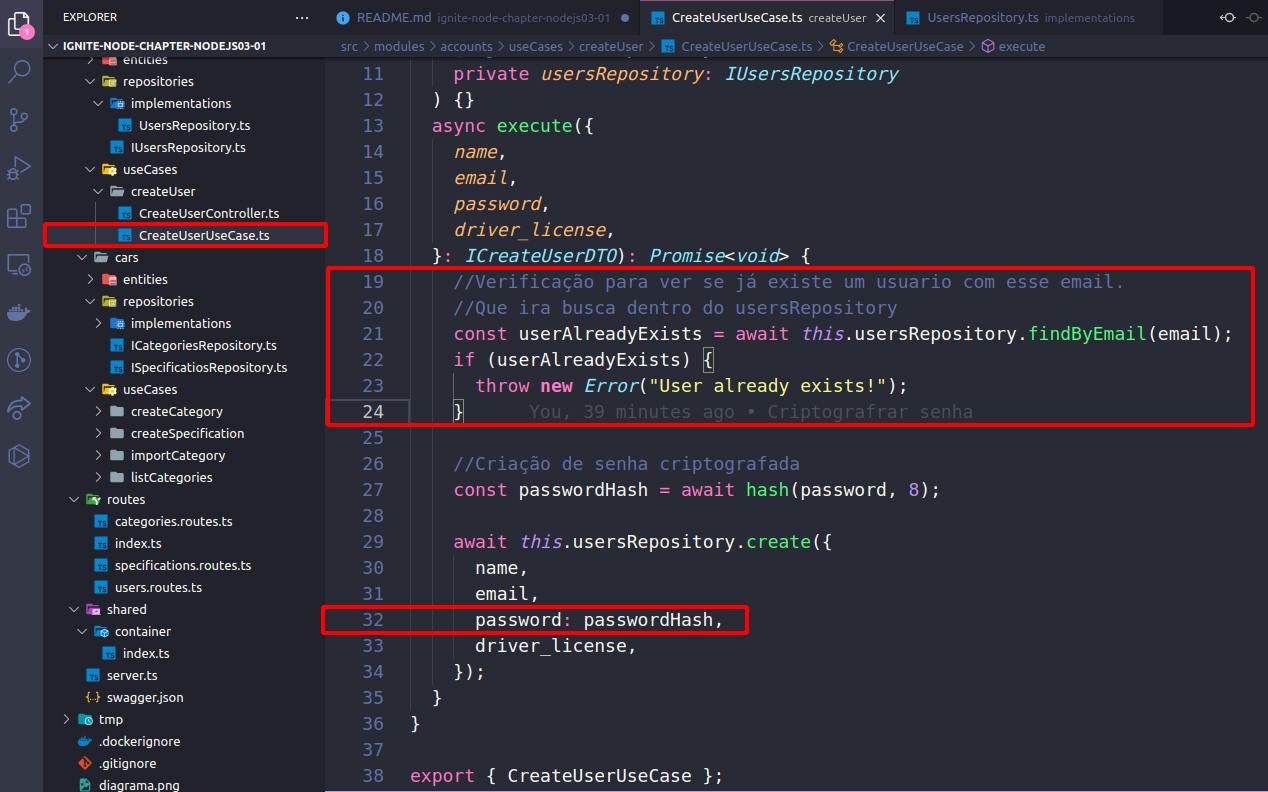 EXPLORER
IGNITE-NODE-CHAPTER-NODEJS03-01
entities
repositories
implementations
UsersRepository.ts
IUsersRepository.ts
useCases
createUser
CreateUserController.ts
CreateUserUseCase.ts
cars
entities
repositories
implementations
ICategoriesRepository.ts
ISpecificatiosRepository.ts
useCases
createCategory
createSpecification
importCategory
listCategories
routes
categories.routes.ts
index.ts
specifications.routes.ts
users.routes.ts
shared
container
index.ts
server.ts
swagger.json
tmp
.dockerignore
.gitignore
diagrama.png
1
README.md ignite-node-chapter-nodejs03-01
CreateUserUseCase.ts createUser
UsersRepository.ts implementations
src > modules > accounts > useCases > createUser > CreateUserUseCase.ts > CreateUserUseCase > execute
11 private usersRepository: IUsersRepository
12 ) {}
13 async execute({
14 name,
15 email,
16 password,
17 driver_license,
18 }: ICreateUserDTO): Promise<void> {
19 //Verificação para ver se já existe um usuario com esse email.
20 //Que ira busca dentro do usersRepository
21 const userAlreadyExists = await this.usersRepository.findByEmail(email);
22 if (userAlreadyExists) {
23 throw new Error("User already exists!");
24 } You, 39 minutes ago • Criptografrar senha
25
26 //Criação de senha criptografada
27 const passwordHash = await hash(password, 8);
28
29 await this.usersRepository.create({
30 name,
31 email,
32 password: passwordHash,
33 driver_license,
34 });
35 }
36 }
37
38 export { CreateUserUseCase };